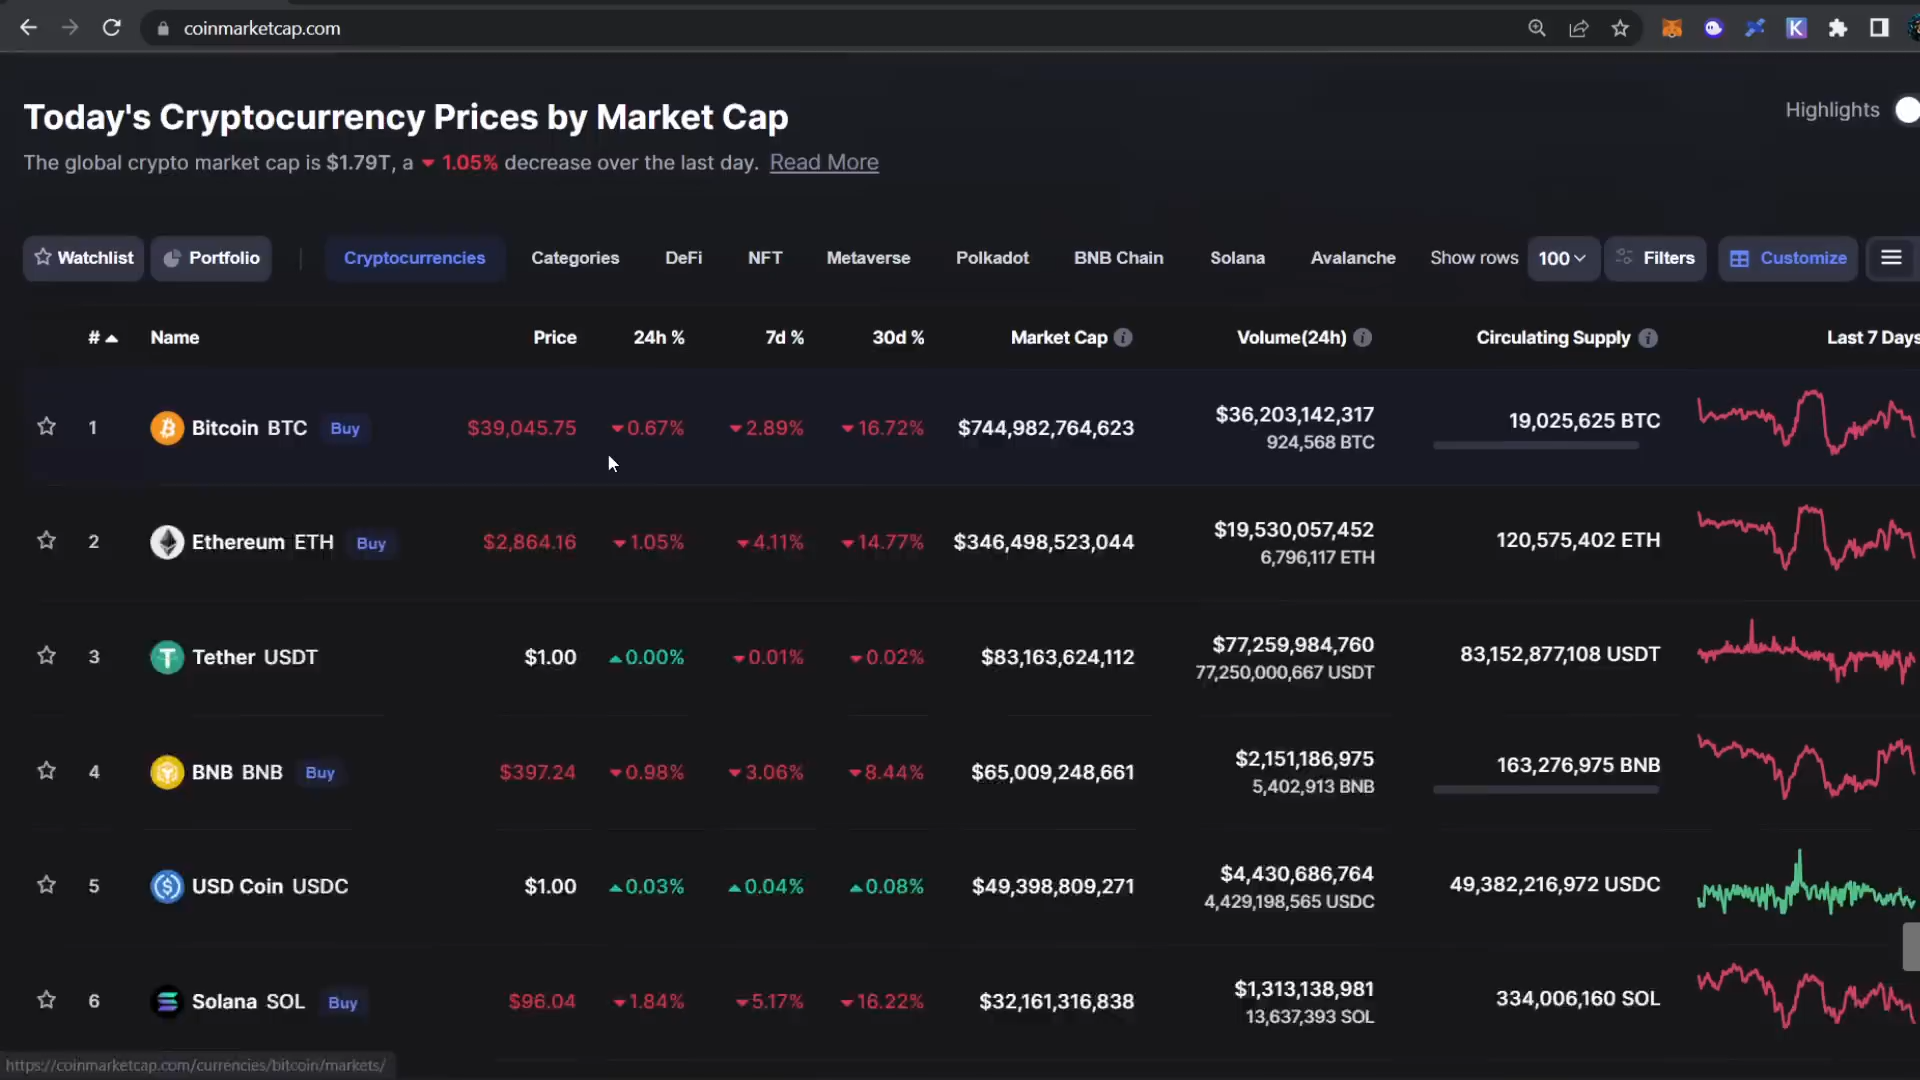 coinmarketcap.com
K
Today's Cryptocurrency Prices by Market Cap
Highlights
The global crypto market cap is $1.79T, a 1.05% decrease over the last day. Read More
Watchlist Portfolio Cryptocurrencies Categories DeFi NFT Metaverse Polkadot BNB Chain Solana Avalanche Show rows 100 Filters Customize
# Name Price 24h % 7d % 30d % Market Cap Volume(24h) Circulating Supply Last 7 Days
1 Bitcoin BTC Buy $39,045.75 0.67% 2.89% 16.72% $744,982,764,623 $36,203,142,317 19,025,625 BTC
924,568 BTC
2 Ethereum ETH Buy $2,864.16 1.05% 4.11% 14.77% $346,498,523,044 $19,530,057,452 120,575,402 ETH
6,796,117 ETH
3 Tether USDT $1.00 0.00% 0.01% 0.02% $83,163,624,112 $77,259,984,760 83,152,877,108 USDT
77,250,000,667 USDT
4 BNB BNB Buy $397.24 0.98% 3.06% 8.44% $65,009,248,661 $2,151,186,975 163,276,975 BNB
5,402,913 BNB
5 USD Coin USDC $1.00 0.03% 0.04% 0.08% $49,398,809,271 $4,430,686,764 49,382,216,972 USDC
4,429,198,565 USDC
6 Solana SOL Buy $96.04 1.84% 5.17% 16.22% $32,161,316,838 $1,313,138,981 334,006,160 SOL
13,637,393 SOL
https://coinmarketcap.com/currencies/bitcoin/markets/